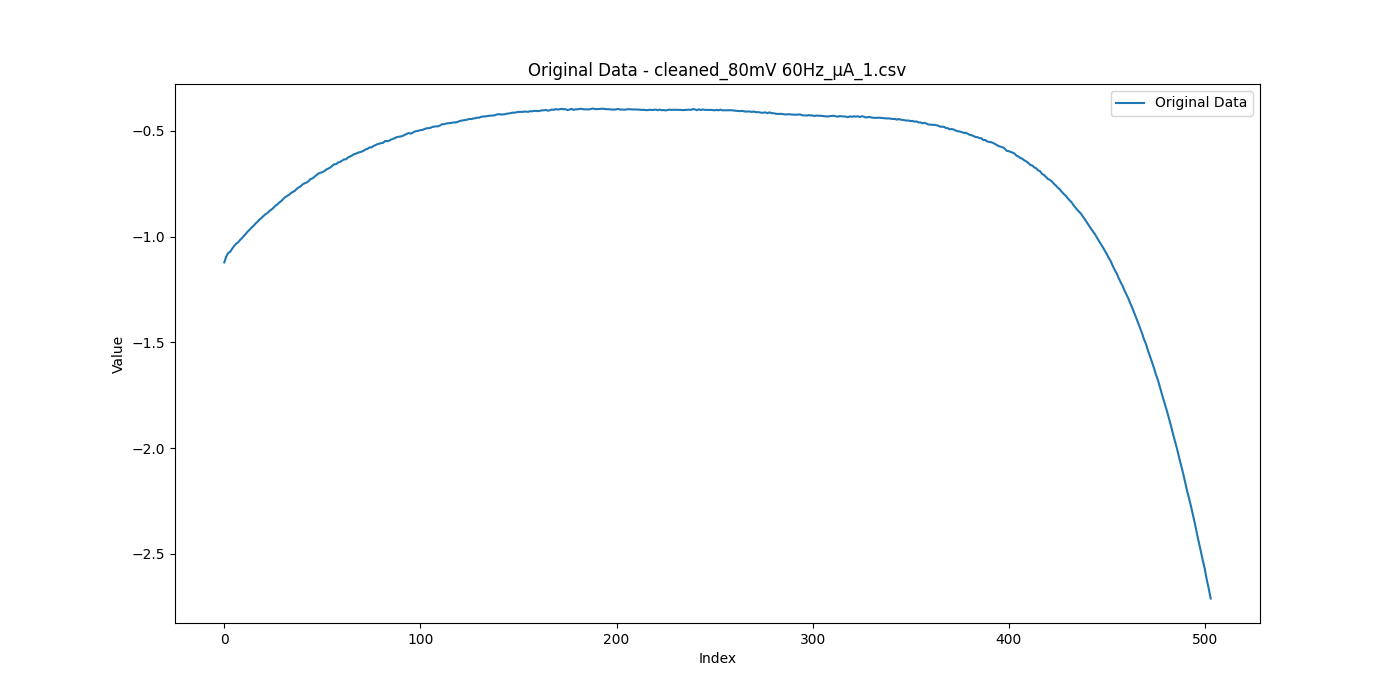 Original Data - cleaned_80mV 60Hz_µA_1.csv
Original Data
−0.5
−1.0
−1.5
−2.0
−2.5
Value
0 100 200 300 400 500
Index